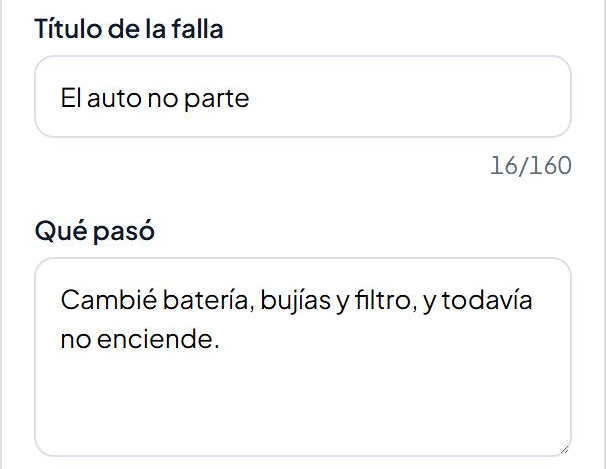 Título de la falla
El auto no parte
16/160
Qué pasó
Cambié batería, bujías y filtro, y todavía
no enciende.